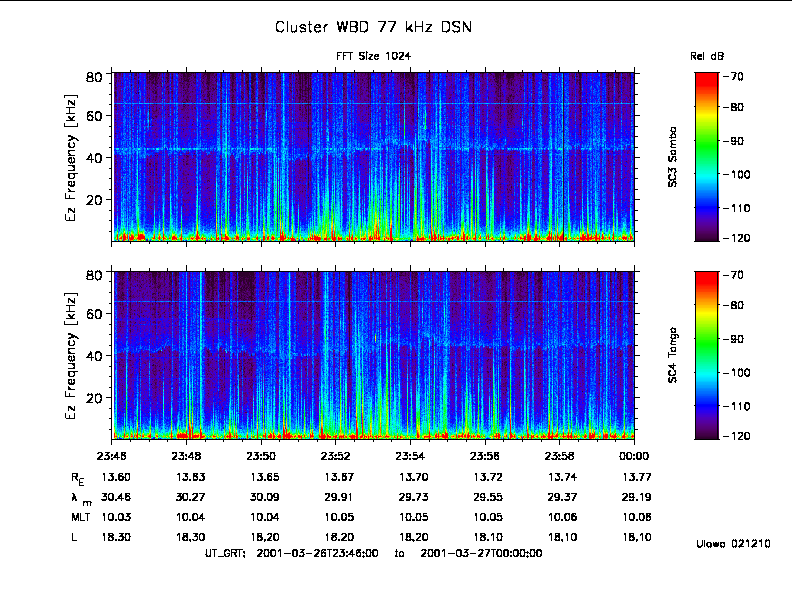 Cluster WBD 77 kHz DSN
FFT Size 1024
Rel dB
80
60
40
20
Ez Frequency [kHz]
SC3 Samba
-70
-80
-90
-100
-110
-120
80
60
40
20
Ez Frequency [kHz]
SC4 Tango
-70
-80
-90
-100
-110
-120
23:46 23:48 23:50 23:52 23:54 23:56 23:58 00:00
RE 13.60 13.63 13.65 13.67 13.70 13.72 13.74 13.77
λm 30.46 30.27 30.09 29.91 29.73 29.55 29.37 29.19
MLT 10.03 10.04 10.04 10.05 10.05 10.05 10.06 10.06
L 18.30 18.30 18.20 18.20 18.20 18.10 18.10 18.10
UT_GRT: 2001-03-26T23:46:00 to 2001-03-27T00:00:00
UIowa 021210